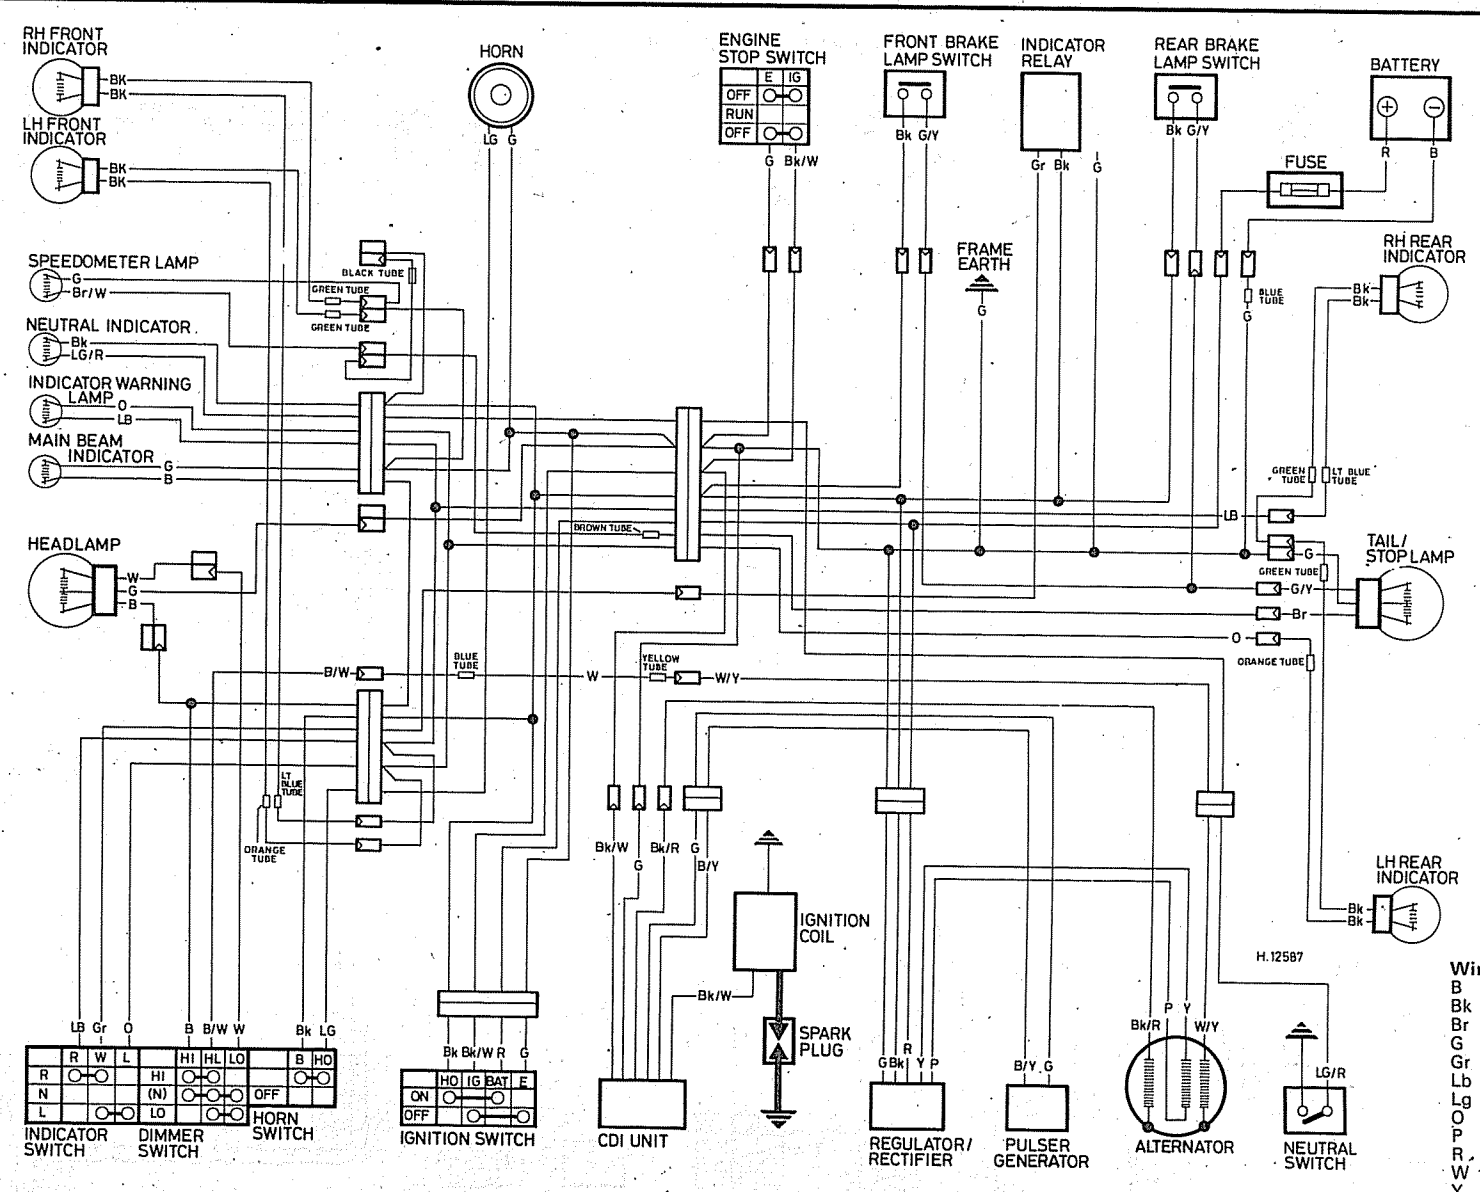 RH FRONT
INDICATOR
BK
BK
LH FRONT
INDICATOR
BK
BK
HORN
LG G
ENGINE
STOP SWITCH
E IG
OFF
RUN
OFF
G Bk/W
FRONT BRAKE
LAMP SWITCH
Bk G/Y
INDICATOR
RELAY
Gr Bk G
REAR BRAKE
LAMP SWITCH
Bk G/Y
BATTERY
+ −
R B
FUSE
SPEEDOMETER LAMP
G
Br/W
BLACK TUBE
GREEN TUBE
GREEN TUBE
FRAME
EARTH
G
BLUE
TUBE
G
RH REAR
INDICATOR
Bk
Bk
NEUTRAL INDICATOR
Bk
LG/R
INDICATOR WARNING
LAMP
O
LB
MAIN BEAM
INDICATOR
G
B
GREEN
TUBE
LT BLUE
TUBE
LB
BROWN TUBE
HEADLAMP
W
G
B
TAIL/
STOP LAMP
G
GREEN TUBE
G/Y
Br
O
ORANGE TUBE
B/W
BLUE
TUBE
W
YELLOW
TUBE
W/Y
LT
BLUE
TUBE
ORANGE
TUBE
Bk/W
G
Bk/R
G
B/Y
LH REAR
INDICATOR
Bk
Bk
IGNITION
COIL
H.12587
Bk/W
SPARK
PLUG
LB Gr O B B/W W Bk LG
R W L HI HL LO B HO
R HI
N (N) OFF
L LO
INDICATOR
SWITCH
DIMMER
SWITCH
HORN
SWITCH
Bk Bk/W R G
HO IG BAT E
ON
OFF
IGNITION SWITCH
CDI UNIT
G Bk R Y P
REGULATOR/
RECTIFIER
B/Y G
PULSER
GENERATOR
Bk/R P Y W/Y
ALTERNATOR
LG/R
NEUTRAL
SWITCH
Wir
B
Bk
Br
G
Gr
Lb
Lg
O
P
R
W
Y